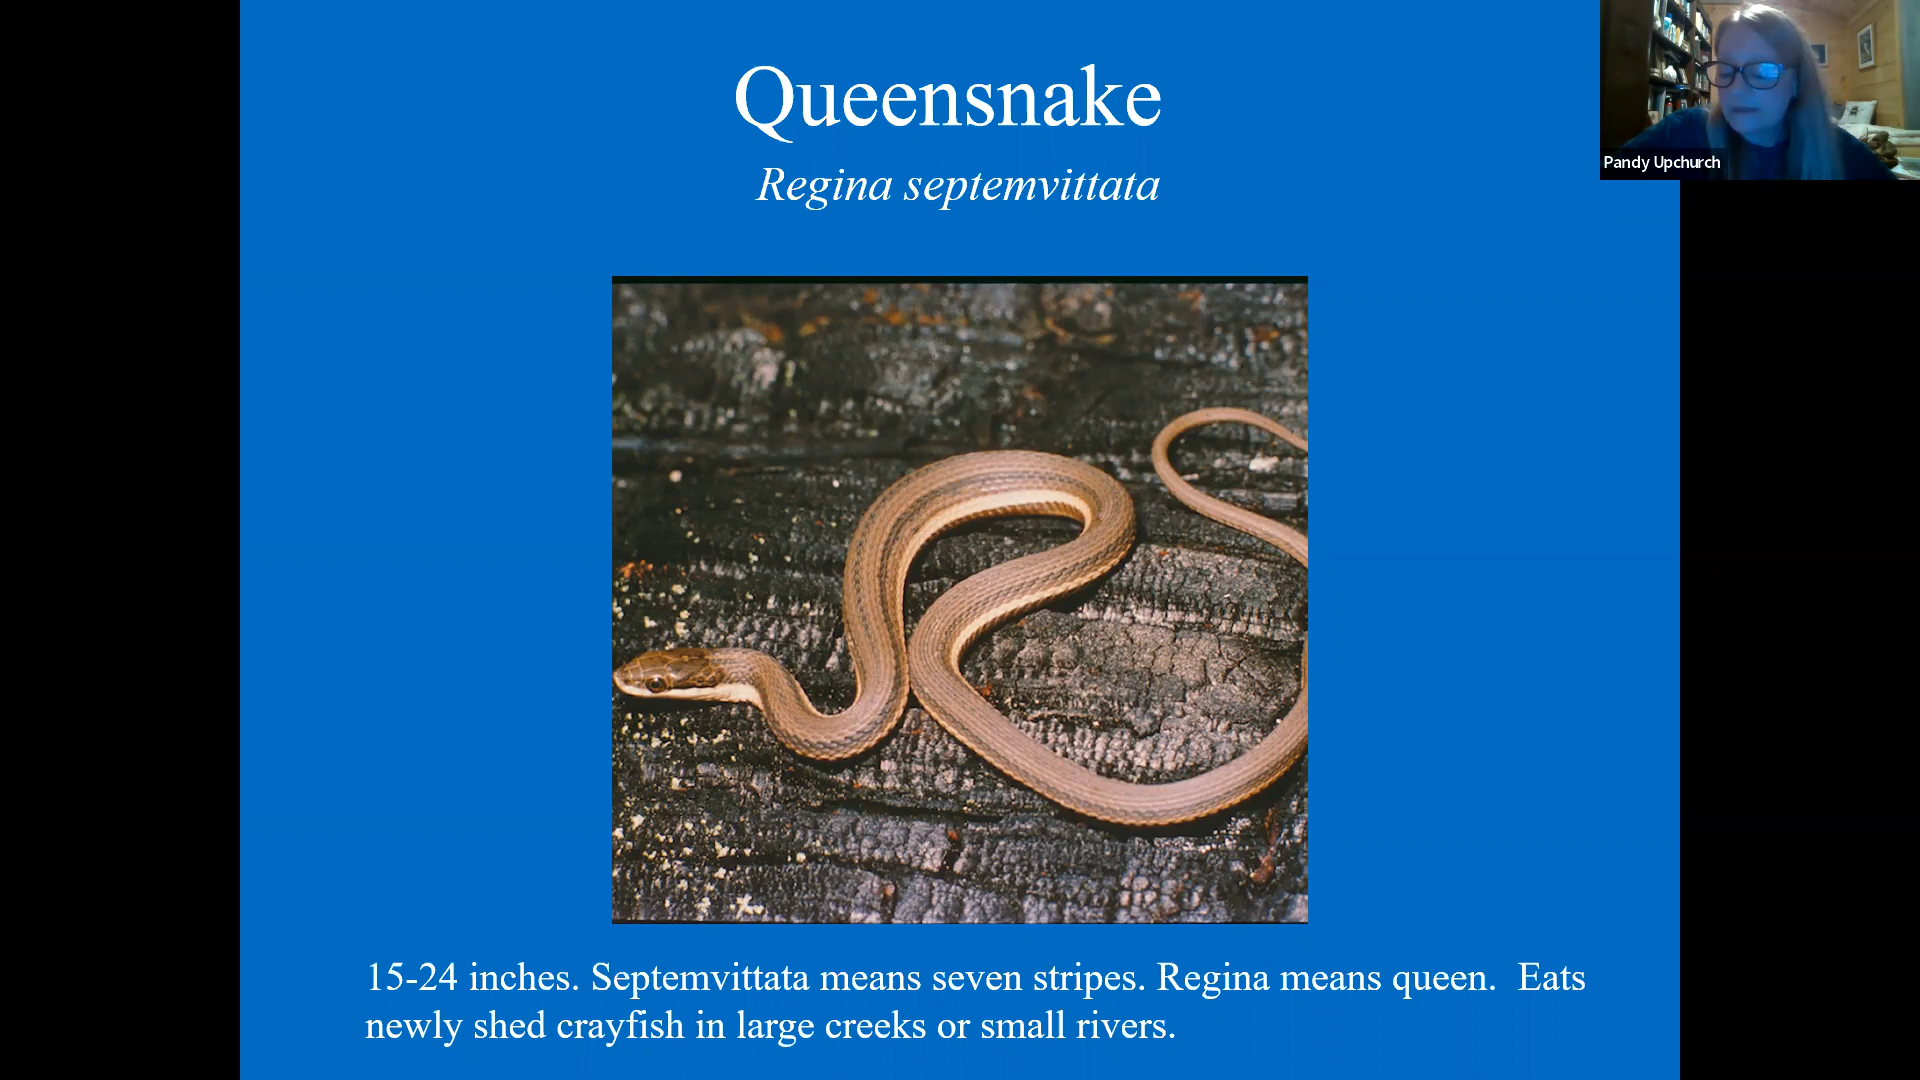 Queensnake
Regina septemvittata
Pandy Upchurch
15-24 inches. Septemvittata means seven stripes. Regina means queen.  Eats
newly shed crayfish in large creeks or small rivers.